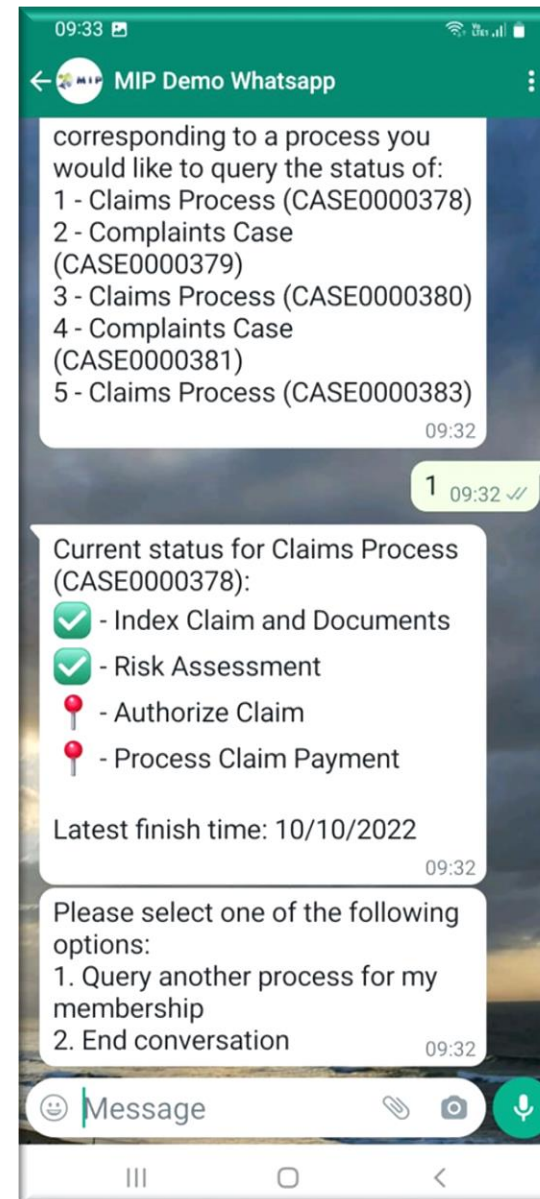 09:33
MIP MIP Demo Whatsapp
corresponding to a process you
would like to query the status of:
1 - Claims Process (CASE0000378)
2 - Complaints Case
(CASE0000379)
3 - Claims Process (CASE0000380)
4 - Complaints Case
(CASE0000381)
5 - Claims Process (CASE0000383)
09:32
1 09:32
Current status for Claims Process
(CASE0000378):
- Index Claim and Documents
- Risk Assessment
- Authorize Claim
- Process Claim Payment
Latest finish time: 10/10/2022
09:32
Please select one of the following
options:
1. Query another process for my
membership
2. End conversation
09:32
Message